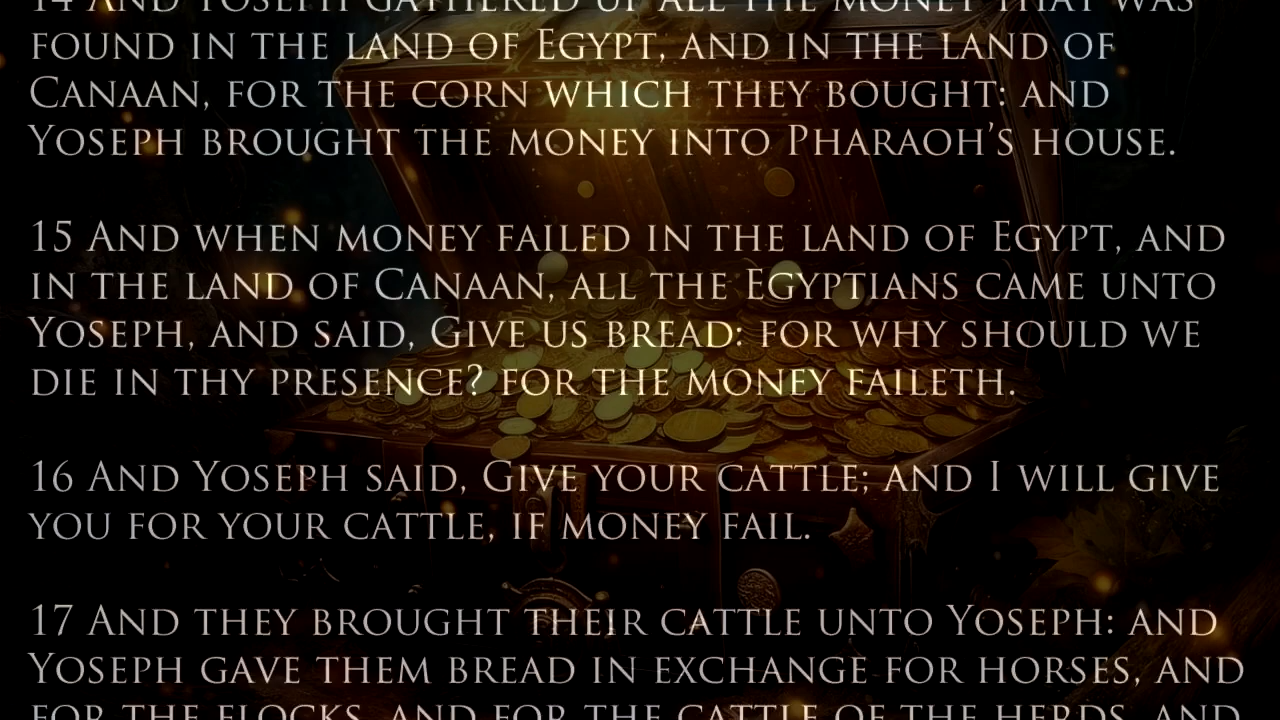 14 And Yoseph gathered up all the money that was
found in the land of Egypt, and in the land of
Canaan, for the corn which they bought: and
Yoseph brought the money into Pharaoh's house.
15 And when money failed in the land of Egypt, and
in the land of Canaan, all the Egyptians came unto
Yoseph, and said, Give us bread: for why should we
die in thy presence? for the money faileth.
16 And Yoseph said, Give your cattle; and I will give
you for your cattle, if money fail.
17 And they brought their cattle unto Yoseph: and
Yoseph gave them bread in exchange for horses, and
for the flocks, and for the cattle of the herds, and